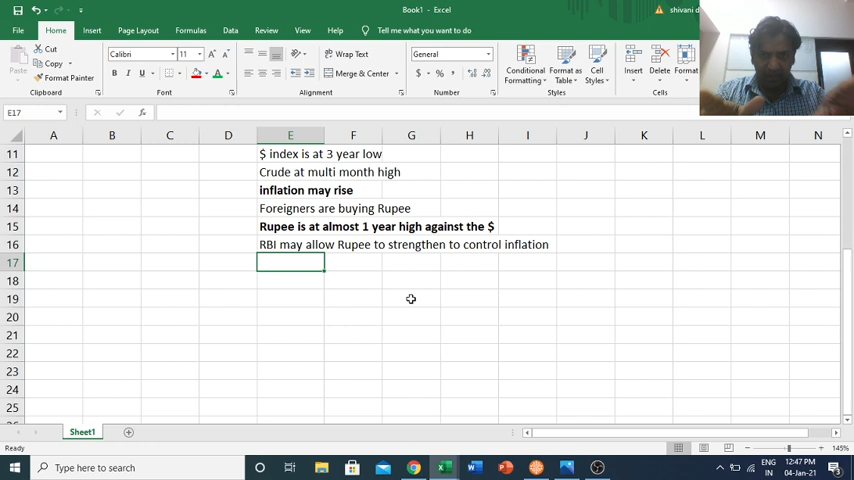 Book1 - Excel
shivani d
File Home Insert Page Layout Formulas Data Review View Help Tell me what you want to do
Cut
Copy
Format Painter
Paste
Clipboard
Calibri 11
B I U
Font
Wrap Text
Merge & Center
Alignment
General
$ % ,
Number
Conditional Formatting
Format as Table
Cell Styles
Styles
Insert Delete Format
Cells
E17
fx
A B C D E F G H I J K L M N
11 $ index is at 3 year low
12 Crude at multi month high
13 inflation may rise
14 Foreigners are buying Rupee
15 Rupee is at almost 1 year high against the $
16 RBI may allow Rupee to strengthen to control inflation
17
18
19
20
21
22
23
24
25
Sheet1
Ready
145%
Type here to search
ENG
IN
12:47 PM
04-Jan-21
3